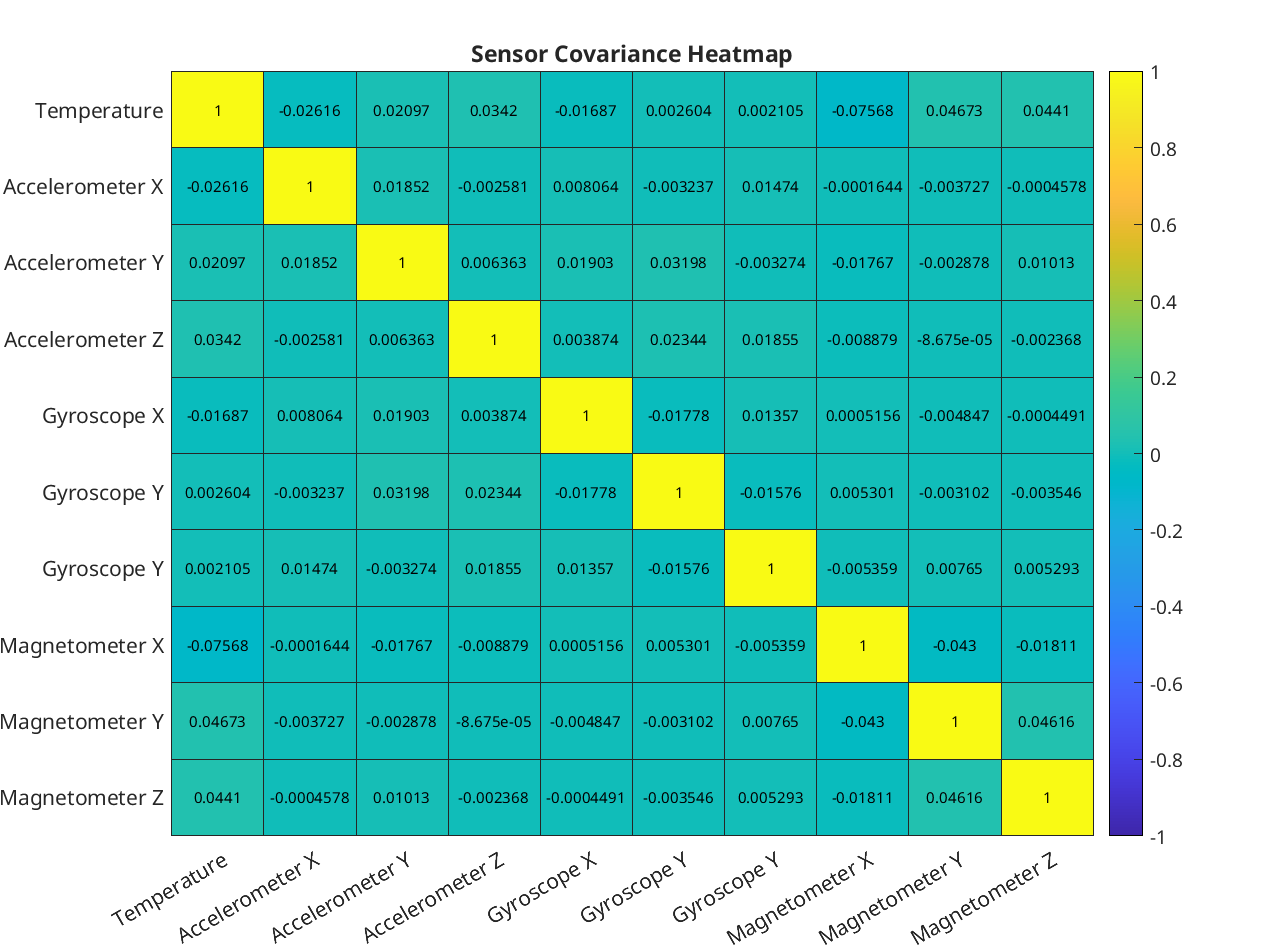 Sensor Covariance Heatmap
Temperature 1 -0.02616 0.02097 0.0342 -0.01687 0.002604 0.002105 -0.07568 0.04673 0.0441
Accelerometer X -0.02616 1 0.01852 -0.002581 0.008064 -0.003237 0.01474 -0.0001644 -0.003727 -0.0004578
Accelerometer Y 0.02097 0.01852 1 0.006363 0.01903 0.03198 -0.003274 -0.01767 -0.002878 0.01013
Accelerometer Z 0.0342 -0.002581 0.006363 1 0.003874 0.02344 0.01855 -0.008879 -8.675e-05 -0.002368
Gyroscope X -0.01687 0.008064 0.01903 0.003874 1 -0.01778 0.01357 0.0005156 -0.004847 -0.0004491
Gyroscope Y 0.002604 -0.003237 0.03198 0.02344 -0.01778 1 -0.01576 0.005301 -0.003102 -0.003546
Gyroscope Y 0.002105 0.01474 -0.003274 0.01855 0.01357 -0.01576 1 -0.005359 0.00765 0.005293
Magnetometer X -0.07568 -0.0001644 -0.01767 -0.008879 0.0005156 0.005301 -0.005359 1 -0.043 -0.01811
Magnetometer Y 0.04673 -0.003727 -0.002878 -8.675e-05 -0.004847 -0.003102 0.00765 -0.043 1 0.04616
Magnetometer Z 0.0441 -0.0004578 0.01013 -0.002368 -0.0004491 -0.003546 0.005293 -0.01811 0.04616 1
Temperature
Accelerometer X
Accelerometer Y
Accelerometer Z
Gyroscope X
Gyroscope Y
Gyroscope Y
Magnetometer X
Magnetometer Y
Magnetometer Z
1
0.8
0.6
0.4
0.2
0
-0.2
-0.4
-0.6
-0.8
-1